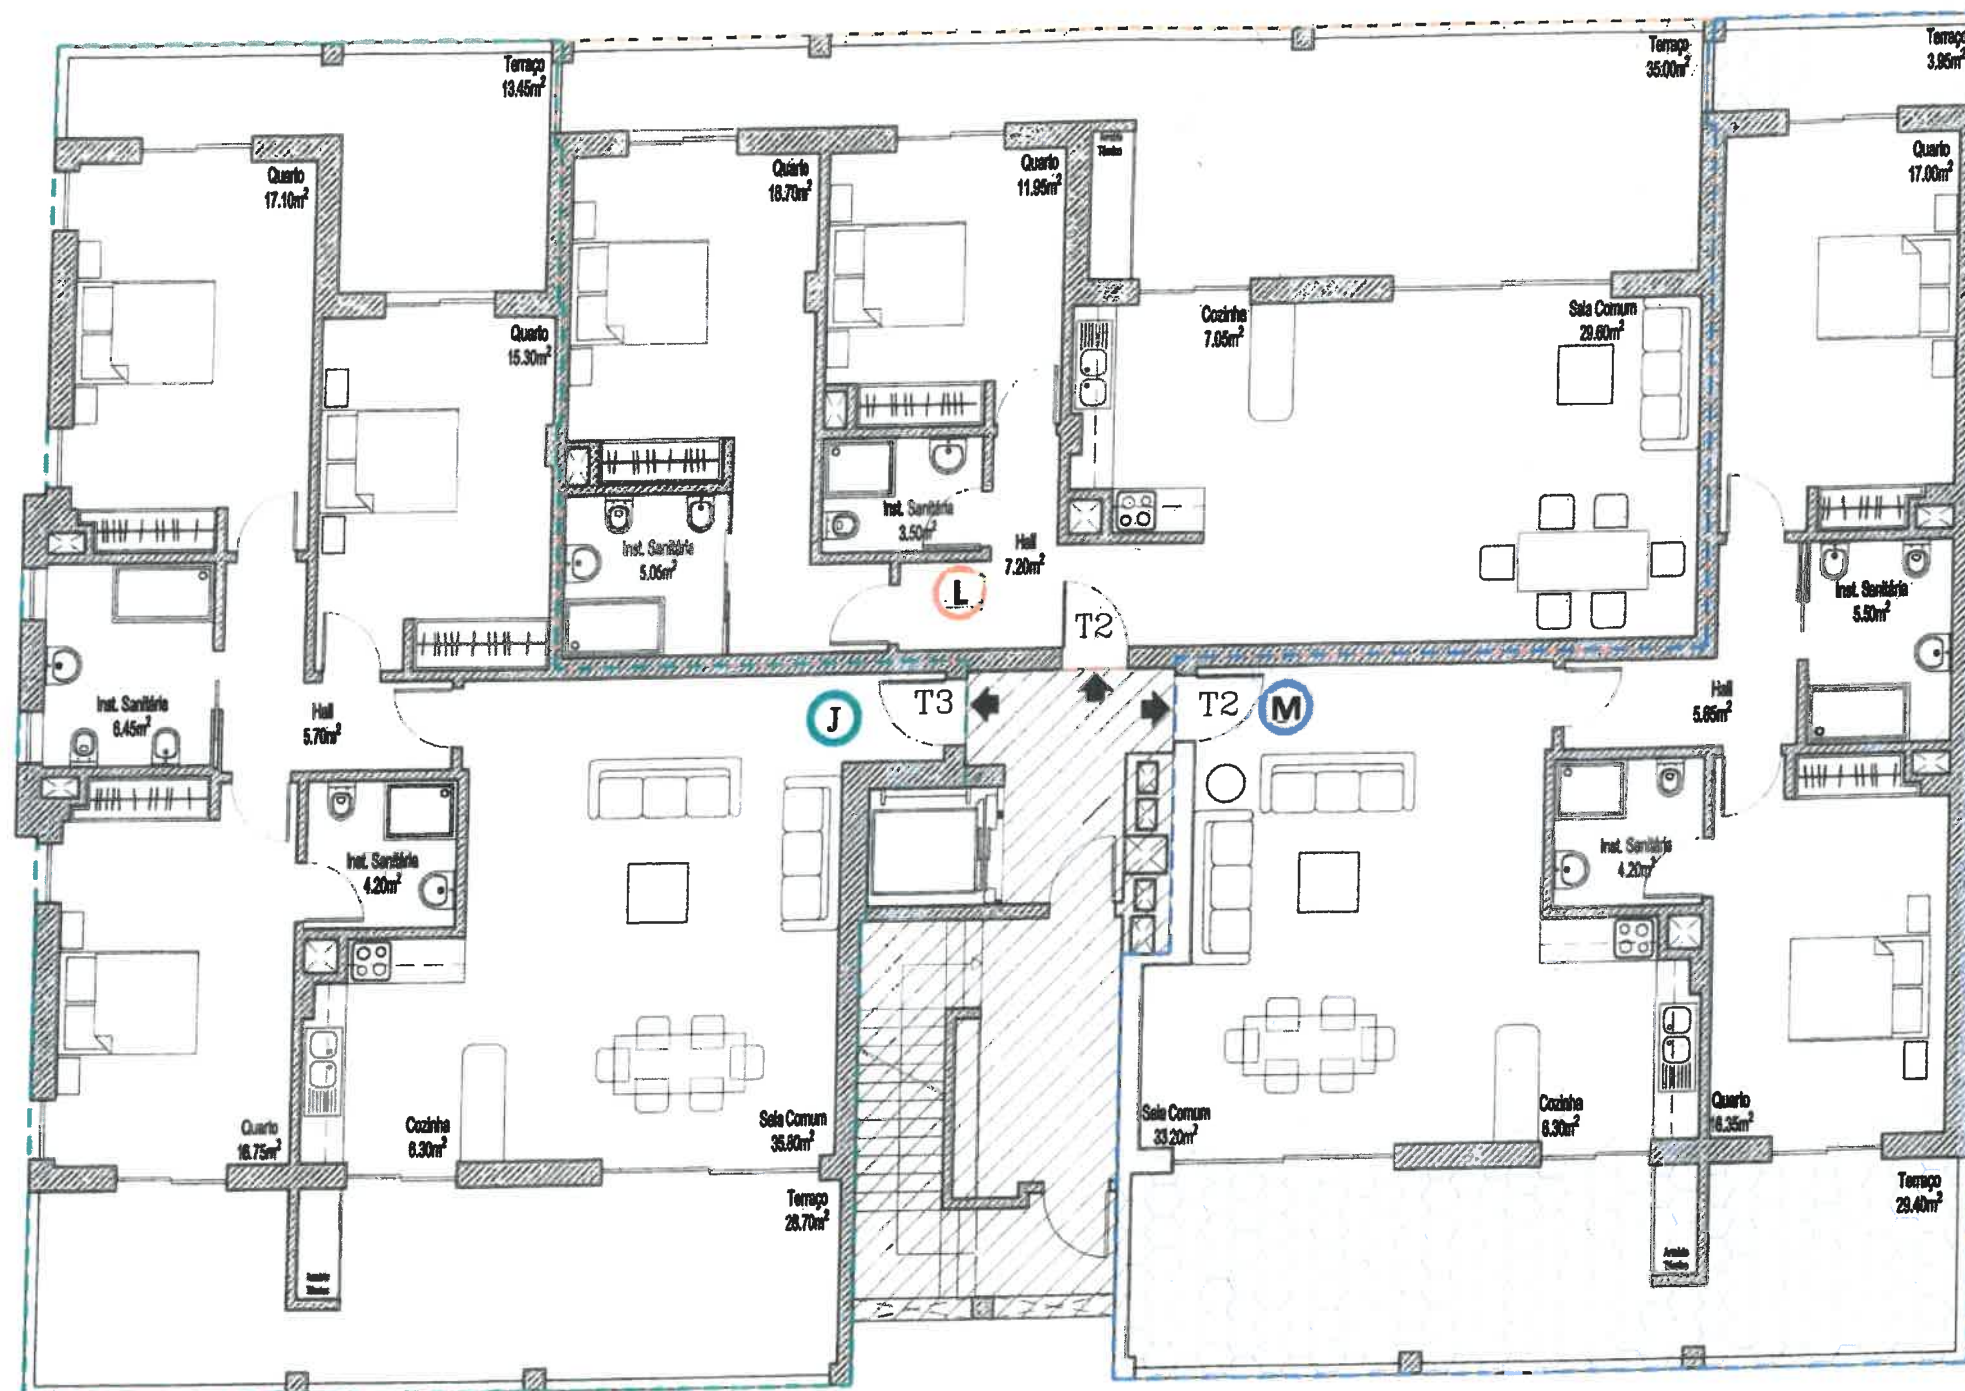 Terraço
13.45m²
Terraço
35.00m²
Terraço
3.95m²
Quarto
17.10m²
Quarto
18.70m²
Quarto
11.95m²
Quarto
17.00m²
Quarto
15.30m²
Cozinha
7.05m²
Sala Comum
29.60m²
Inst. Sanitária
3.50m²
Inst. Sanitária
5.05m²
Hall
7.20m²
L
T2
Inst. Sanitária
5.50m²
Inst. Sanitária
6.45m²
Hall
5.70m²
J
T3
T2
M
Hall
5.65m²
Inst. Sanitária
4.20m²
Inst. Sanitária
4.20m²
Quarto
16.75m²
Cozinha
6.30m²
Sala Comum
35.60m²
Sala Comum
33.20m²
Cozinha
6.30m²
Quarto
16.35m²
Terraço
28.70m²
Terraço
29.40m²